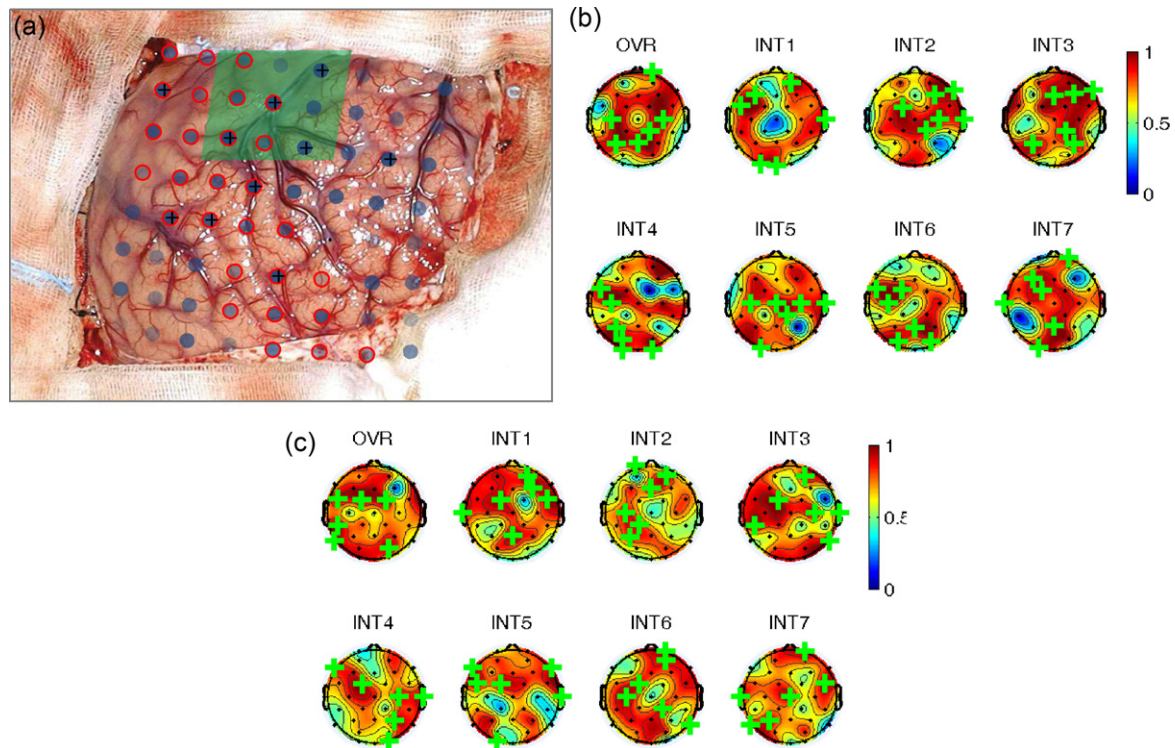 (a)
(b)
OVR INT1 INT2 INT3
1
0.5
0
INT4 INT5 INT6 INT7
(c)
OVR INT1 INT2 INT3
1
0.5
0
INT4 INT5 INT6 INT7